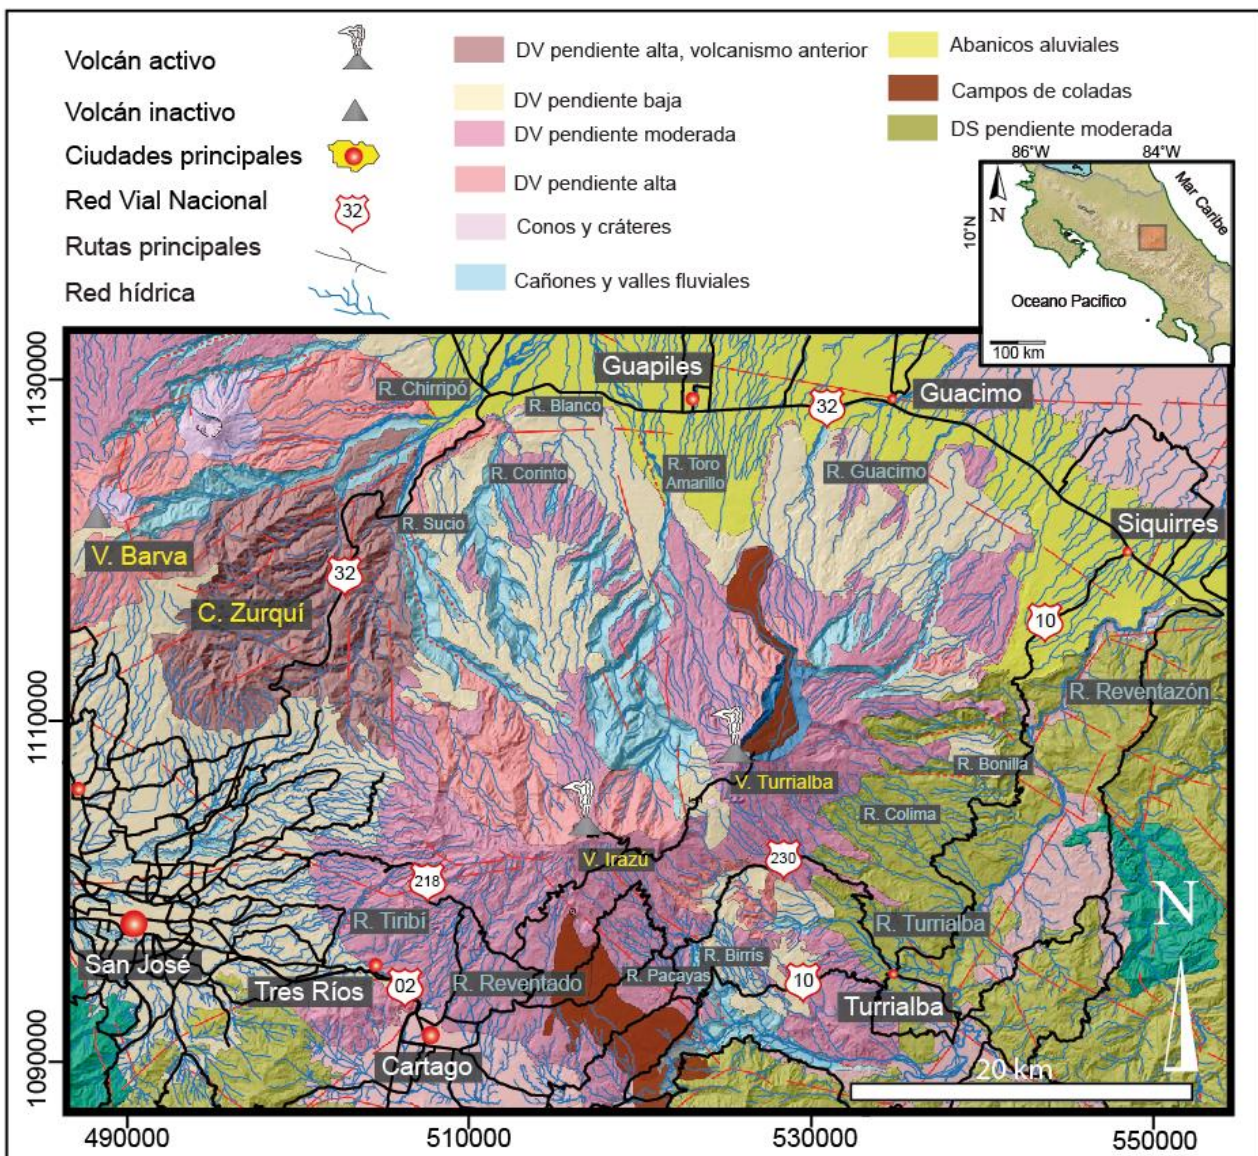 Volcán activo
Volcán inactivo
Ciudades principales
Red Vial Nacional
32
Rutas principales
Red hídrica
DV pendiente alta, volcanismo anterior
DV pendiente baja
DV pendiente moderada
DV pendiente alta
Conos y cráteres
Cañones y valles fluviales
Abanicos aluviales
Campos de coladas
DS pendiente moderada
86°W
84°W
N
10°N
Mar Caribe
Oceano Pacifico
100 km
1130000
1110000
1090000
490000
510000
530000
550000
Guapiles
Guacimo
R. Chirripó
R. Blanco
32
R. Corinto
R. Toro
Amarillo
R. Guacimo
R. Sucio
Siquirres
V. Barva
32
C. Zurquí
10
R. Reventazón
R. Bonilla
V. Turrialba
R. Colima
V. Irazú
218
230
N
R. Tiribí
R. Turrialba
San José
R. Birris
Tres Ríos
02
R. Reventado
R. Pacayas
10
Turrialba
Cartago
20 km